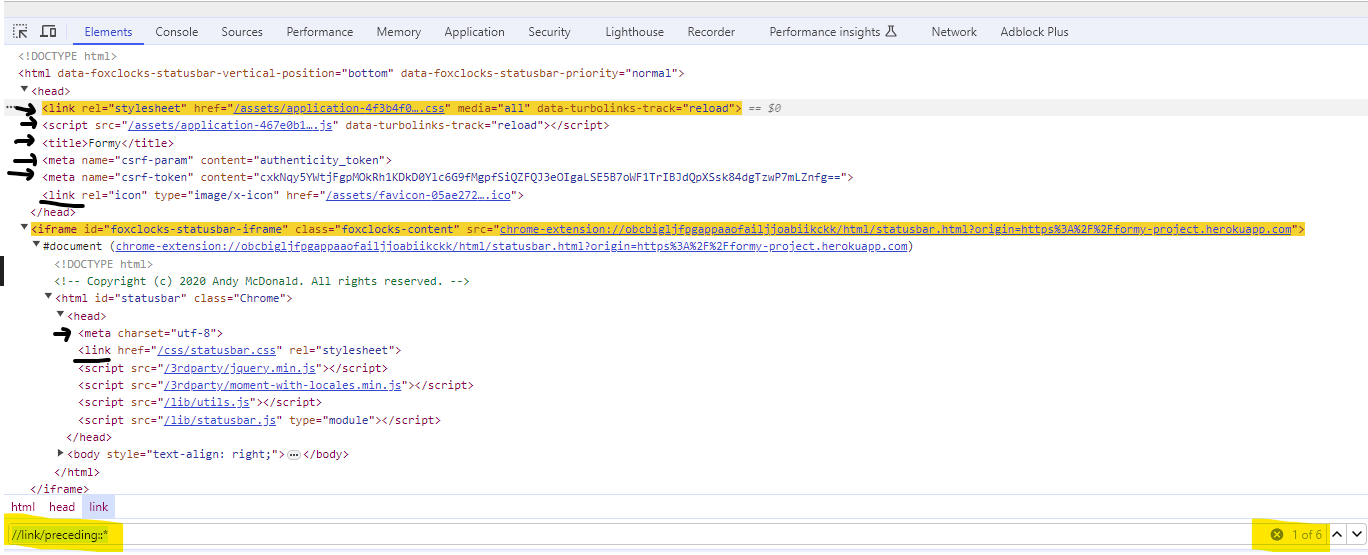 Elements Console Sources Performance Memory Application Security Lighthouse Recorder Performance insights Network Adblock Plus
<!DOCTYPE html>
<html data-foxclocks-statusbar-vertical-position="bottom" data-foxclocks-statusbar-priority="normal">
<head>
<link rel="stylesheet" href="/assets/application-4f3b4f0….css" media="all" data-turbolinks-track="reload"> == $0
<script src="/assets/application-467e0b1….js" data-turbolinks-track="reload"></script>
<title>Formy</title>
<meta name="csrf-param" content="authenticity_token">
<meta name="csrf-token" content="cxkNqy5YWtjFgpMOkRhlKDkD0Ylc6G9fMgpfSiQZFQJ3eOIgaLSE5B7oWF1TrIBJdQpXSsk84dgTzwP7mLZnfg==">
<link rel="icon" type="image/x-icon" href="/assets/favicon-05ae272….ico">
</head>
<iframe id="foxclocks-statusbar-iframe" class="foxclocks-content" src="chrome-extension://obcbigljfpgappaaofailjjoabiikckk/html/statusbar.html?origin=https%3A%2F%2Fformy-project.herokuapp.com">
#document (chrome-extension://obcbigljfpgappaaofailjjoabiikckk/html/statusbar.html?origin=https%3A%2F%2Fformy-project.herokuapp.com)
<!DOCTYPE html>
<!-- Copyright (c) 2020 Andy McDonald. All rights reserved. -->
<html id="statusbar" class="Chrome">
<head>
<meta charset="utf-8">
<link href="/css/statusbar.css" rel="stylesheet">
<script src="/3rdparty/jquery.min.js"></script>
<script src="/3rdparty/moment-with-locales.min.js"></script>
<script src="/lib/utils.js"></script>
<script src="/lib/statusbar.js" type="module"></script>
</head>
<body style="text-align: right;">…</body>
</html>
</iframe>
html head link
//link/preceding::* 1 of 6